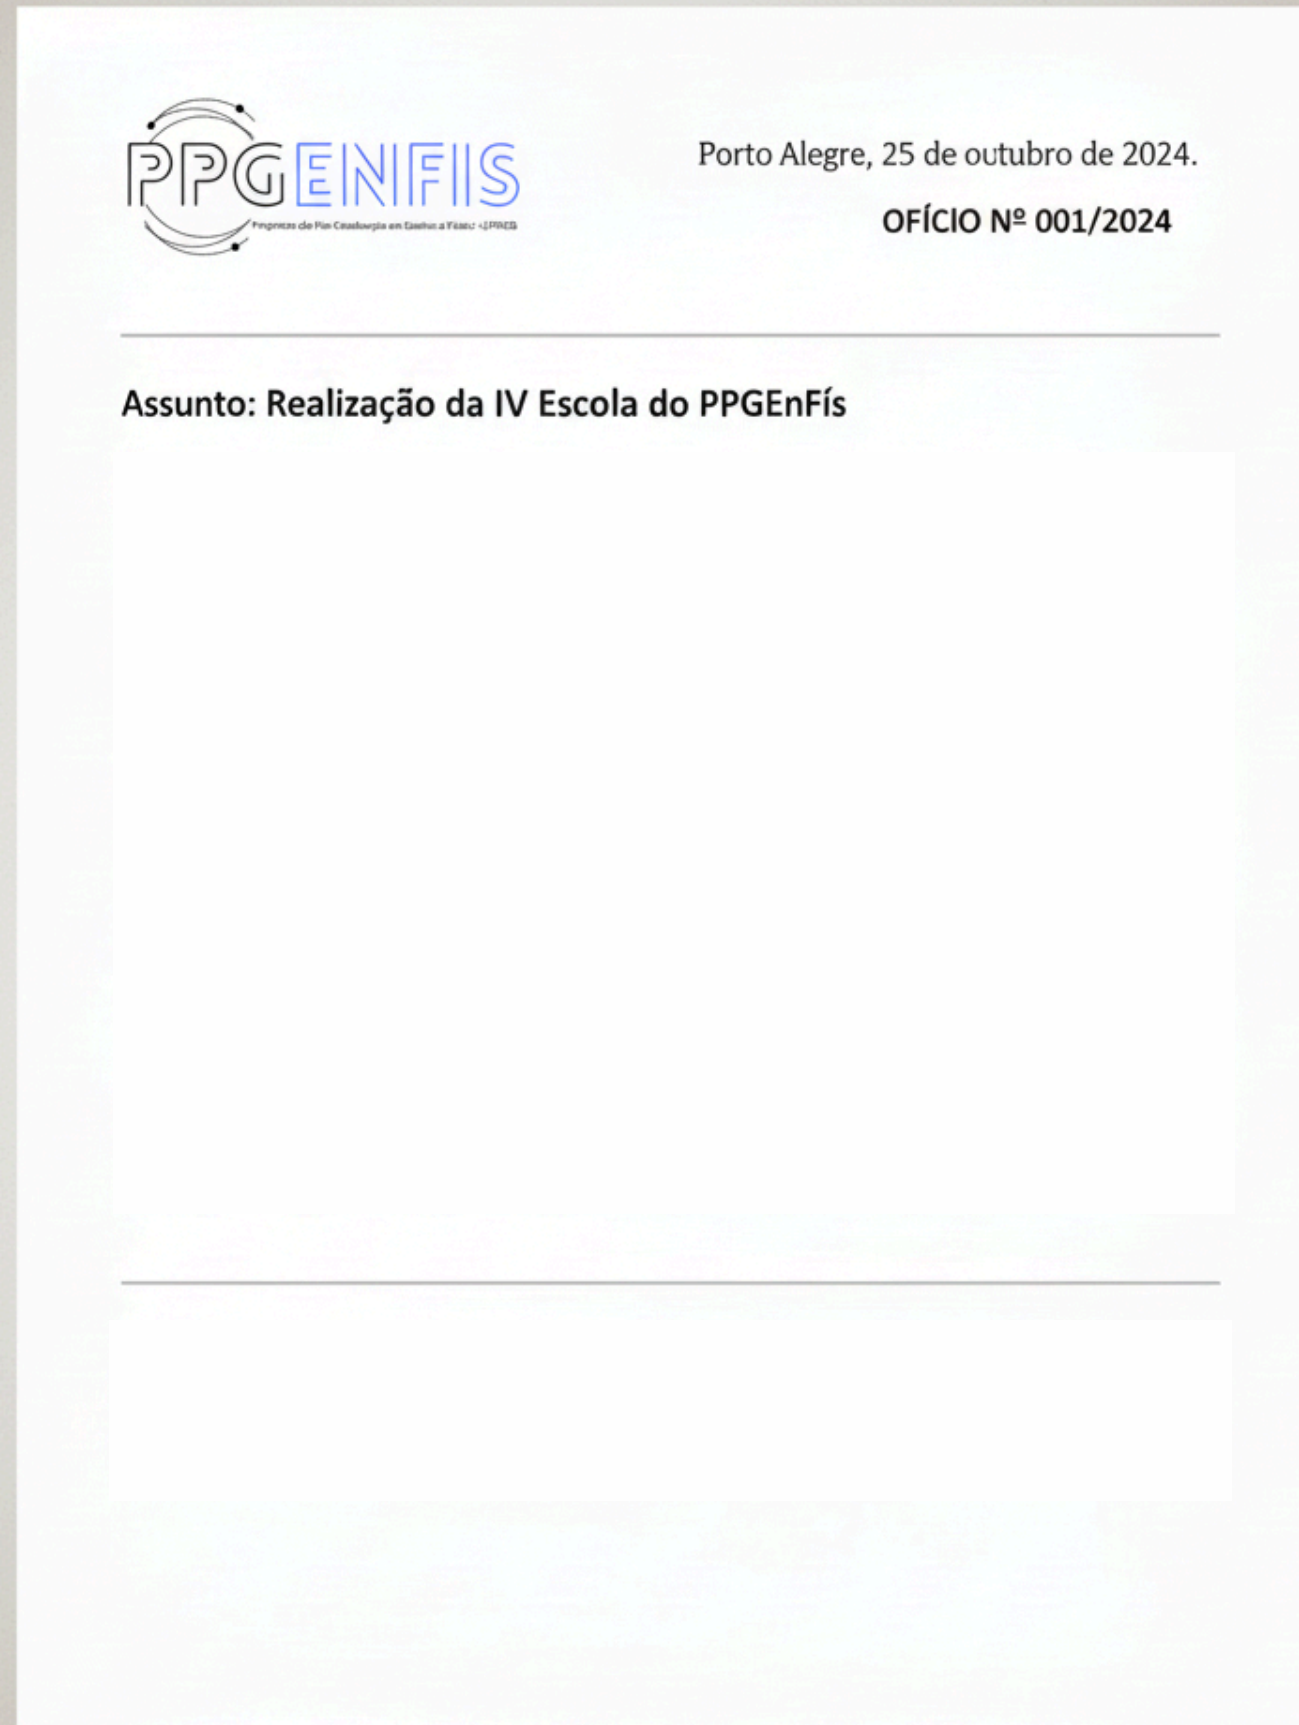 PPGENFIS
Porto Alegre, 25 de outubro de 2024.
OFÍCIO Nº 001/2024
Assunto: Realização da IV Escola do PPGEnFís